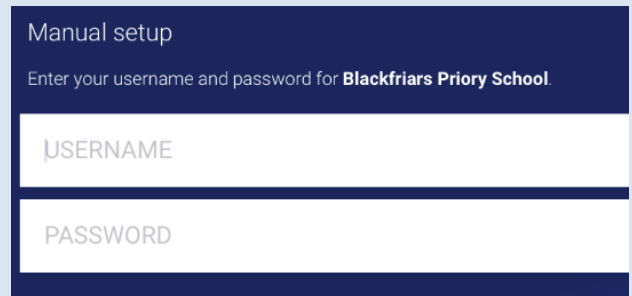 Manual setup
Enter your username and password for Blackfriars Priory School.
USERNAME
PASSWORD